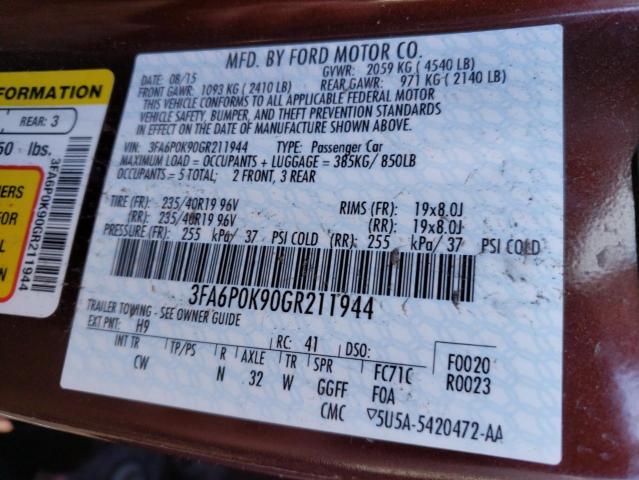 MFD. BY FORD MOTOR CO.
DATE: 08/15 GVWR: 2059 KG ( 4540 LB)
FRONT GAWR: 1093 KG ( 2410 LB) REAR GAWR: 971 KG ( 2140 LB)
THIS VEHICLE CONFORMS TO ALL APPLICABLE FEDERAL MOTOR
VEHICLE SAFETY, BUMPER, AND THEFT PREVENTION STANDARDS
IN EFFECT ON THE DATE OF MANUFACTURE SHOWN ABOVE.
VIN: 3FA6P0K90GR211944 TYPE: Passenger Car
MAXIMUM LOAD = OCCUPANTS + LUGGAGE = 385KG/ 850LB
OCCUPANTS = 5 TOTAL; 2 FRONT, 3 REAR
TIRE (FR): 235/40R19 96V RIMS (FR): 19x8.0J
(RR): 235/40R19 96V (RR): 19x8.0J
PRESSURE (FR): 255 kPa/ 37 PSI COLD (RR): 255 kPa/ 37 PSI COLD
3FA6P0K90GR211944
TRAILER TOWING - SEE OWNER GUIDE
EXT PNT: H9 RC: 41 DSO: F0020
R0023
INT TR TP/PS R AXLE TR SPR FC71C
CW N 32 W GGFF F0A
CMC 5U5A-5420472-AA
FORMATION
REAR: 3
50 lbs.
NERS
FOR
AL
N
3FA6P0K90GR211944